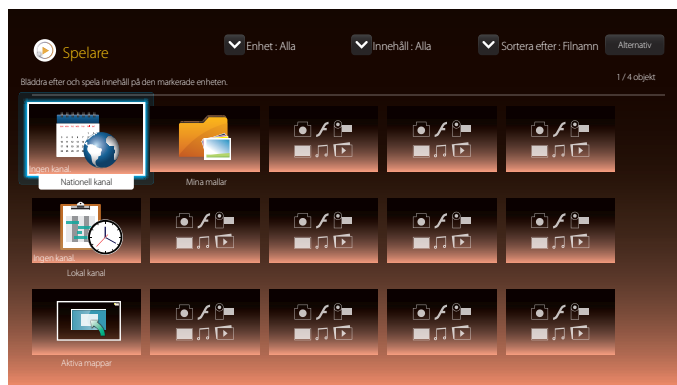 Spelare
Enhet : Alla
Innehåll : Alla
Sortera efter : Filnamn
Alternativ
Bläddra efter och spela innehåll på den markerade enheten.
1 / 4 objekt
Ingen kanal.
Nationell kanal
Mina mallar
Ingen kanal.
Lokal kanal
Aktiva mappar